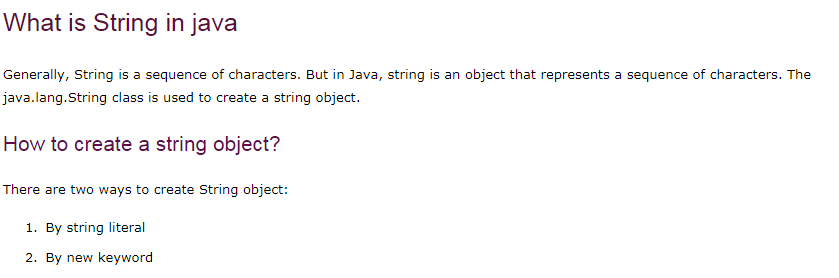 What is String in java
Generally, String is a sequence of characters. But in Java, string is an object that represents a sequence of characters. The
java.lang.String class is used to create a string object.
How to create a string object?
There are two ways to create String object:
1. By string literal
2. By new keyword